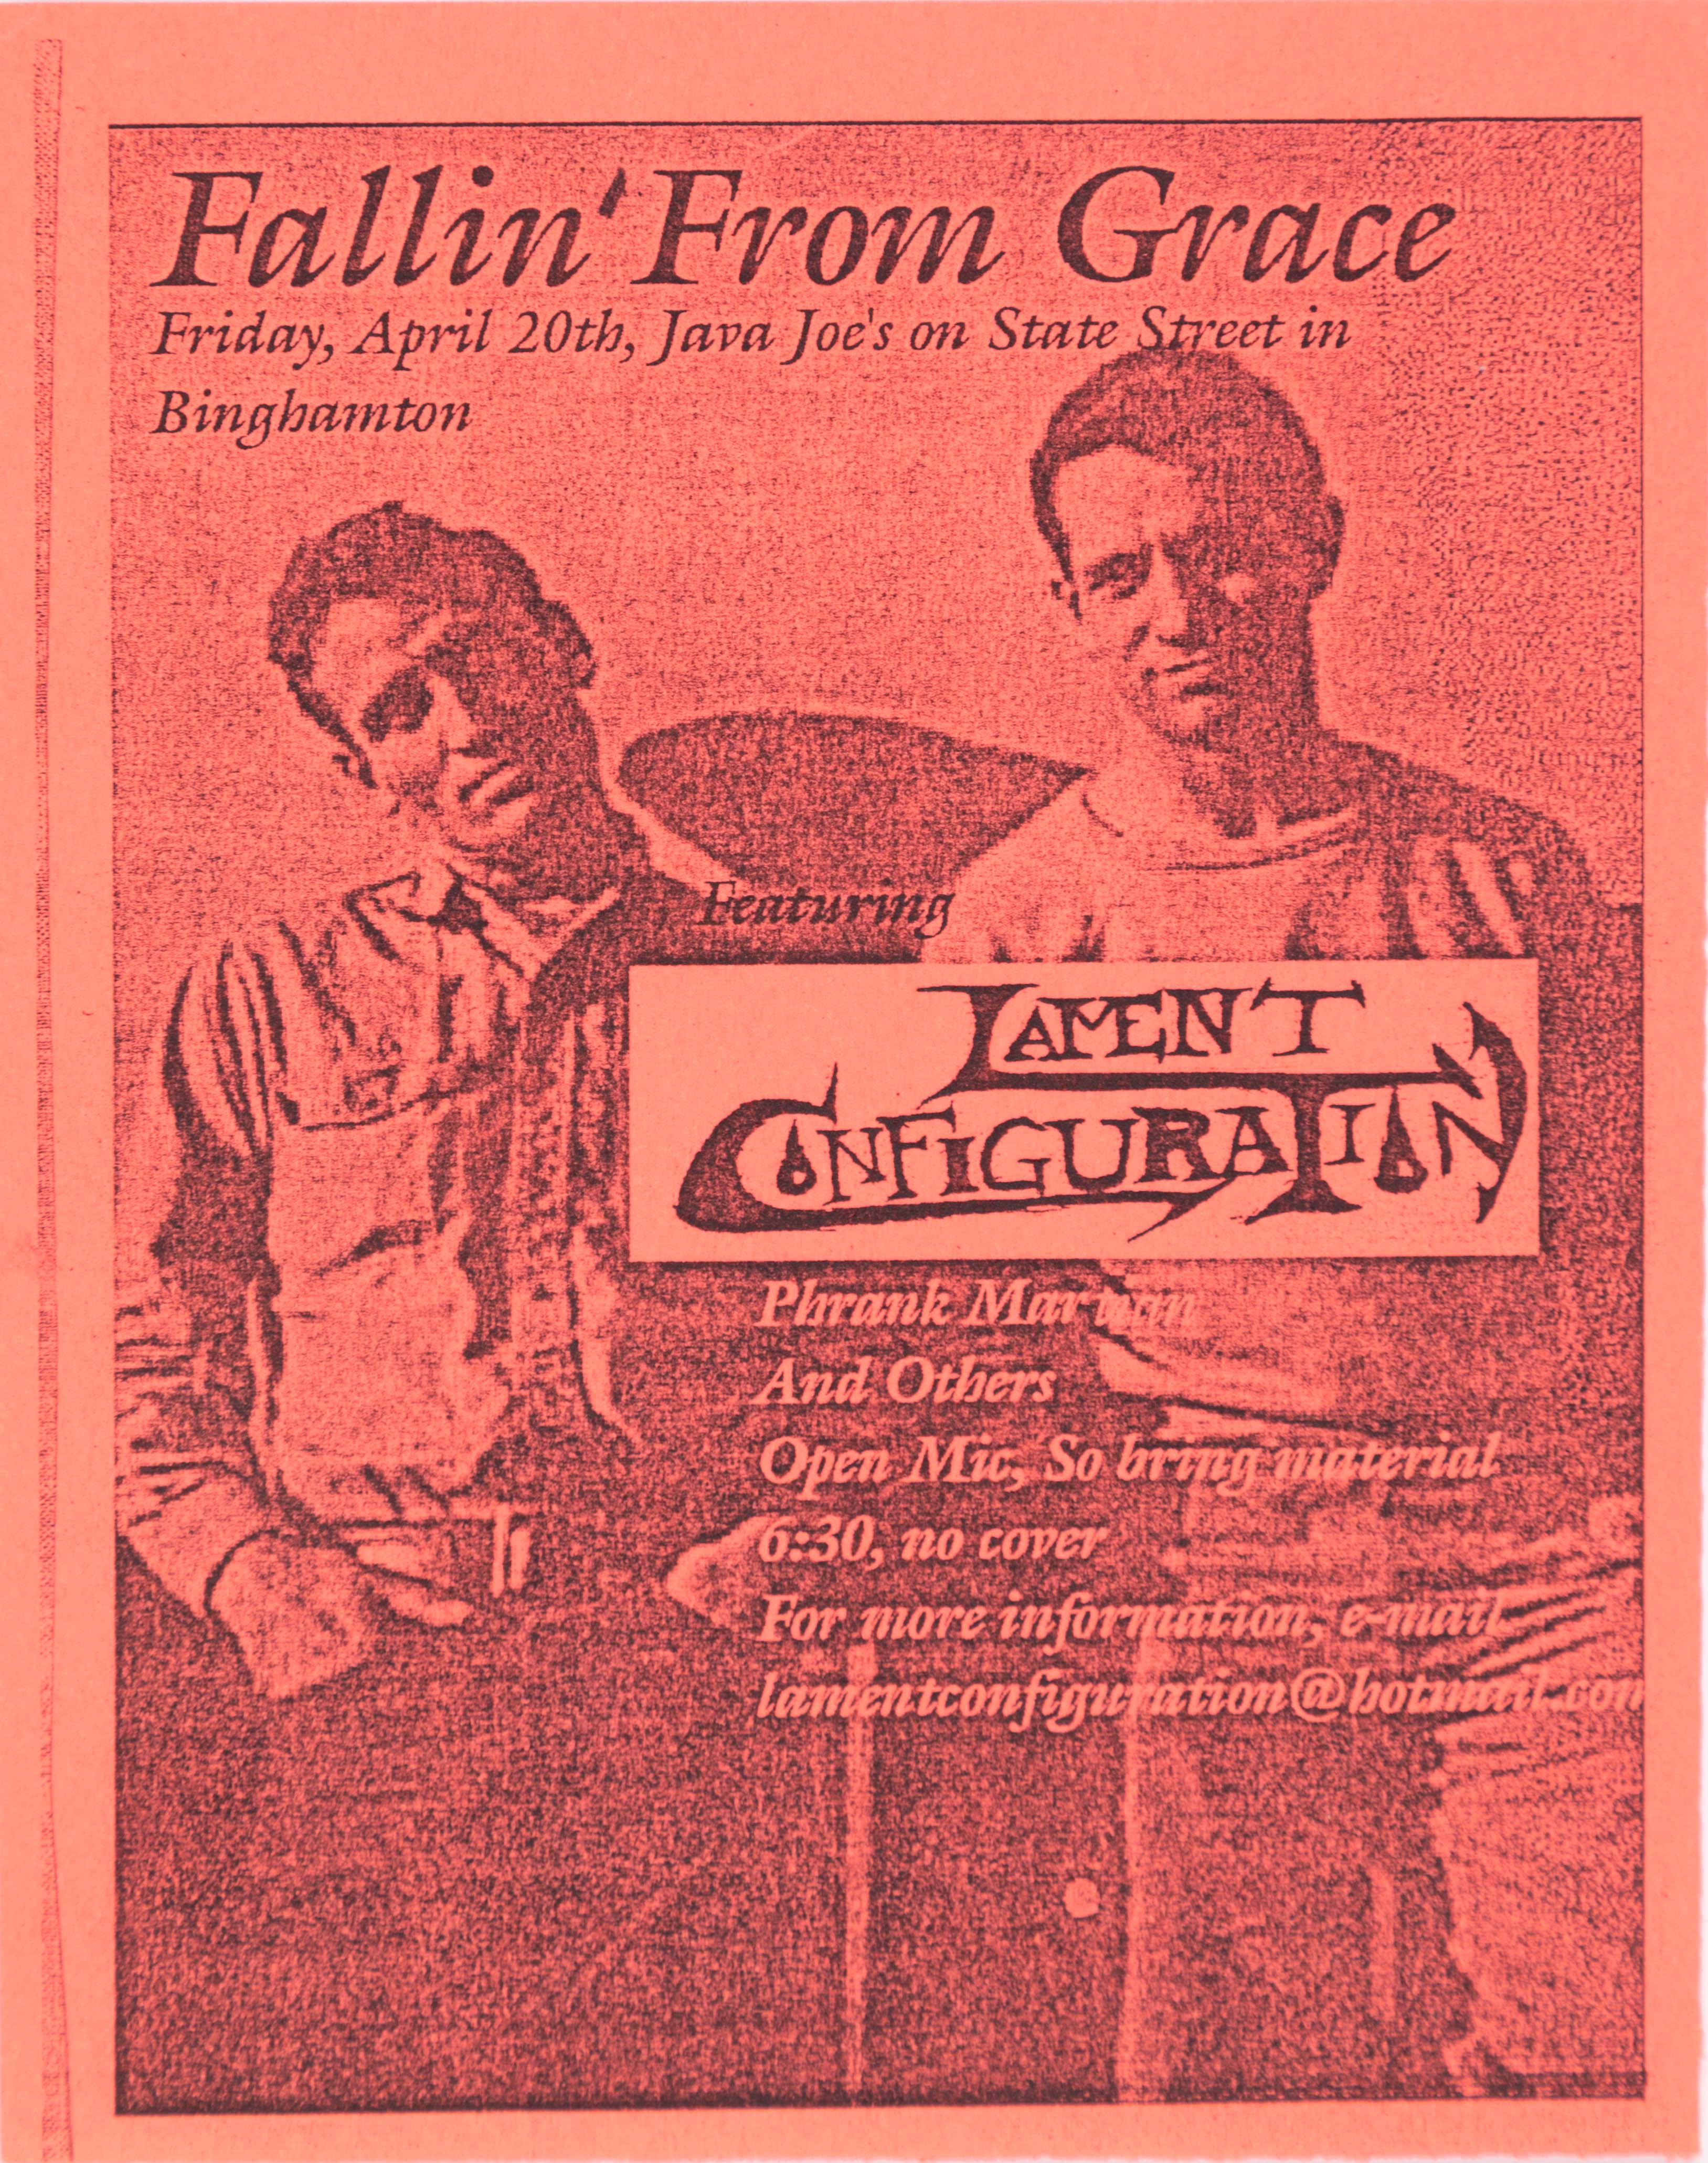 Fallin' From Grace
Friday, April 20th, Java Joe's on State Street in
Binghamton
Featuring
LAMENT
CONFIGURATION
Phrank
And Others
Open Mic, So bring material
6:30, no cover
For more information, e-mail
lamentconfiguration@hotmail.com